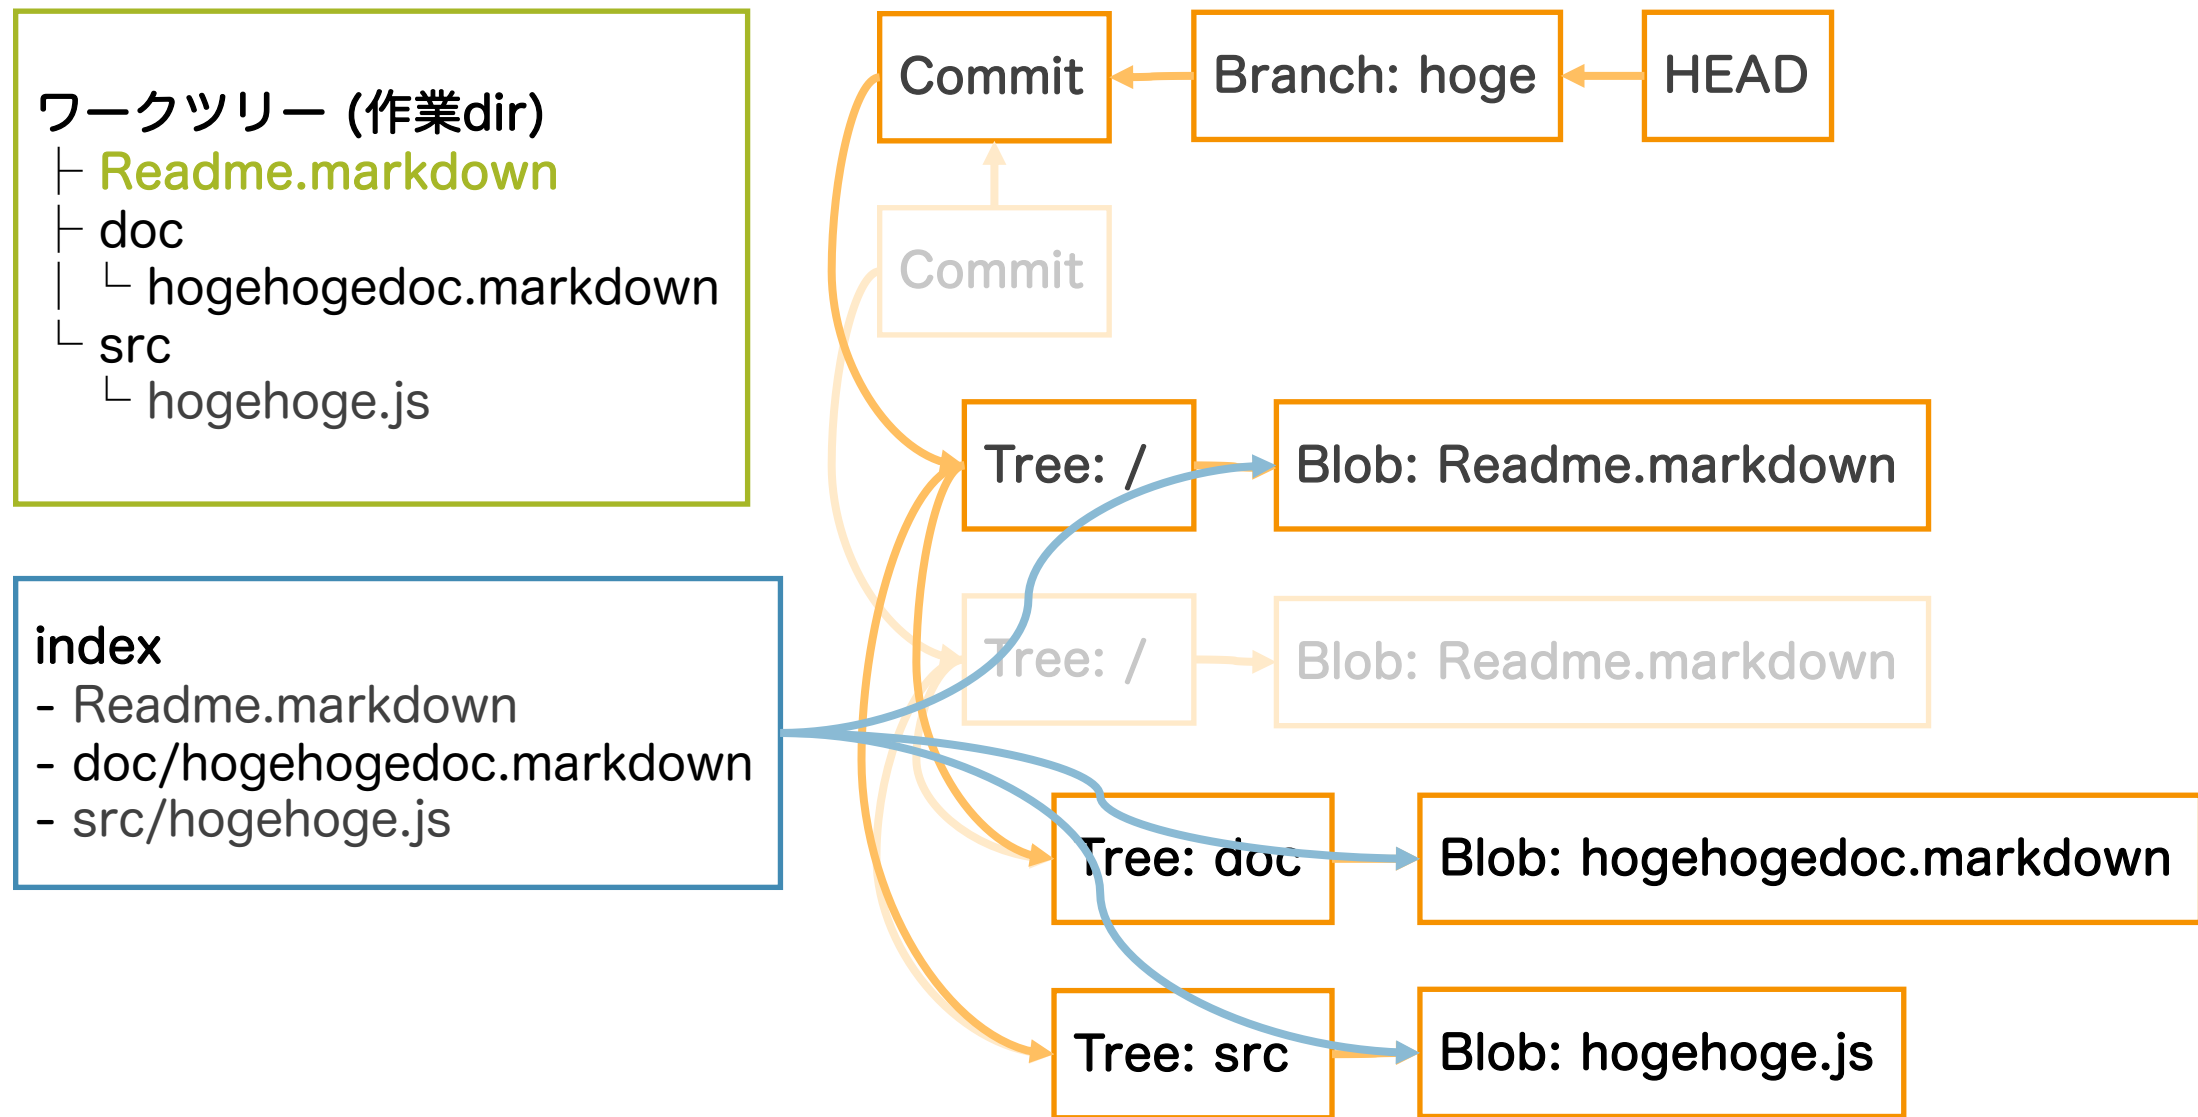 ワークツリー (作業dir)
├ Readme.markdown
├ doc
│ └ hogehogedoc.markdown
└ src
  └ hogehoge.js
index
- Readme.markdown
- doc/hogehogedoc.markdown
- src/hogehoge.js
Commit
Branch: hoge
HEAD
Commit
Tree: /
Blob: Readme.markdown
Tree: /
Blob: Readme.markdown
Tree: doc
Blob: hogehogedoc.markdown
Tree: src
Blob: hogehoge.js